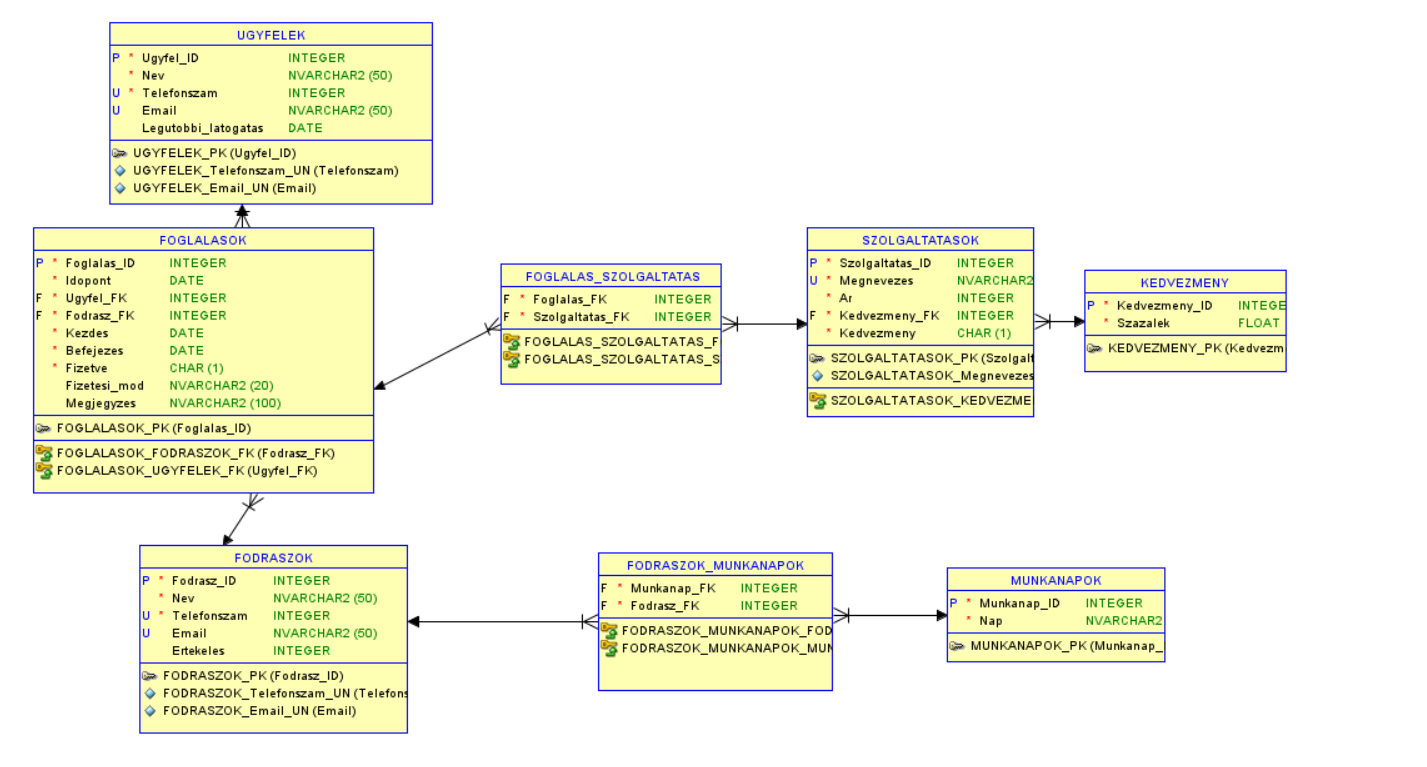 UGYFELEK
P * Ugyfel_ID INTEGER
* Nev NVARCHAR2 (50)
U * Telefonszam INTEGER
U Email NVARCHAR2 (50)
Legutobbi_latogatas DATE
UGYFELEK_PK (Ugyfel_ID)
UGYFELEK_Telefonszam_UN (Telefonszam)
UGYFELEK_Email_UN (Email)
FOGLALASOK
P * Foglalas_ID INTEGER
* Idopont DATE
F * Ugyfel_FK INTEGER
F * Fodrasz_FK INTEGER
* Kezdes DATE
* Befejezes DATE
* Fizetve CHAR (1)
Fizetesi_mod NVARCHAR2 (20)
Megjegyzes NVARCHAR2 (100)
FOGLALASOK_PK (Foglalas_ID)
FOGLALASOK_FODRASZOK_FK (Fodrasz_FK)
FOGLALASOK_UGYFELEK_FK (Ugyfel_FK)
FOGLALAS_SZOLGALTATAS
F * Foglalas_FK INTEGER
F * Szolgaltatas_FK INTEGER
FOGLALAS_SZOLGALTATAS_F
FOGLALAS_SZOLGALTATAS_S
SZOLGALTATASOK
P * Szolgaltatas_ID INTEGER
U * Megnevezes NVARCHAR2
* Ar INTEGER
F * Kedvezmeny_FK INTEGER
* Kedvezmeny CHAR (1)
SZOLGALTATASOK_PK (Szolgalt
SZOLGALTATASOK_Megnevezes
SZOLGALTATASOK_KEDVEZME
KEDVEZMENY
P * Kedvezmeny_ID INTEGE
* Szazalek FLOAT
KEDVEZMENY_PK (Kedvezm
FODRASZOK
P * Fodrasz_ID INTEGER
* Nev NVARCHAR2 (50)
U * Telefonszam INTEGER
U Email NVARCHAR2 (50)
Ertekeles INTEGER
FODRASZOK_PK (Fodrasz_ID)
FODRASZOK_Telefonszam_UN (Telefons
FODRASZOK_Email_UN (Email)
FODRASZOK_MUNKANAPOK
F * Munkanap_FK INTEGER
F * Fodrasz_FK INTEGER
FODRASZOK_MUNKANAPOK_FOD
FODRASZOK_MUNKANAPOK_MUN
MUNKANAPOK
P * Munkanap_ID INTEGER
* Nap NVARCHAR2
MUNKANAPOK_PK (Munkanap_